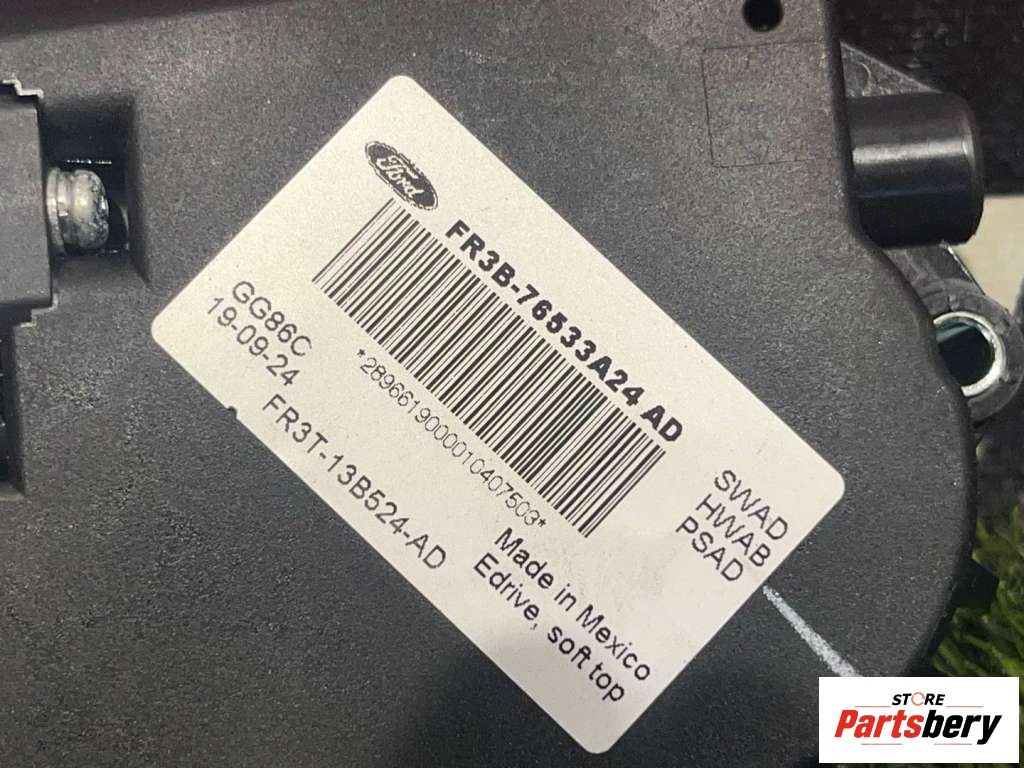 Ford
FR3B-76533A24 AD
*2896619000010407503*
GG86C
19-09-24
FR3T-13B524-AD
SWAD
HWAB
PSAD
Made in Mexico
Edrive, soft top
STORE
Partsbery